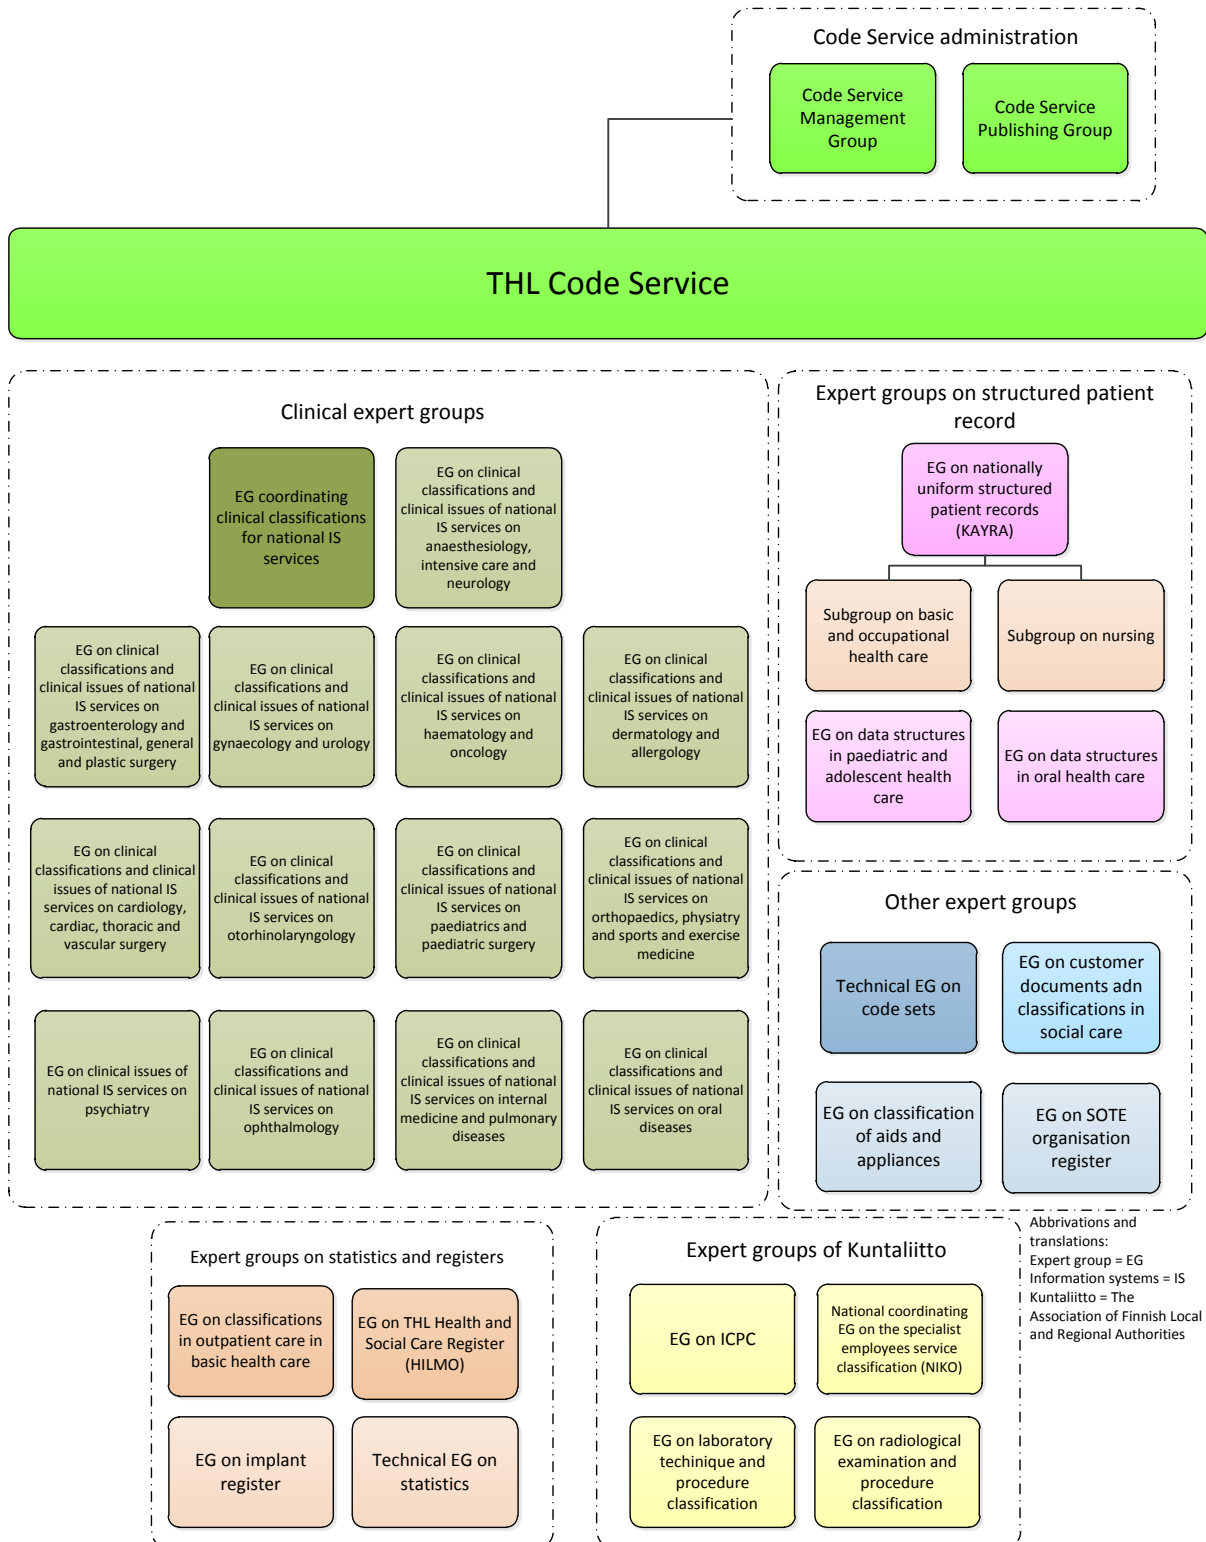 Code Service administration
Code Service
Management
Group
Code Service
Publishing Group
THL Code Service
Clinical expert groups
EG coordinating
clinical classifications
for national IS
services
EG on clinical
classifications and
clinical issues of national
IS services on
anaesthesiology,
intensive care and
neurology
EG on clinical
classifications and
clinical issues of national
IS services on
gastroenterology and
gastrointestinal, general
and plastic surgery
EG on clinical
classifications and
clinical issues of national
IS services on
gynaecology and urology
EG on clinical
classifications and
clinical issues of national
IS services on
haematology and
oncology
EG on clinical
classifications and
clinical issues of national
IS services on
dermatology and
allergology
EG on clinical
classifications and clinical
issues of national IS
services on cardiology,
cardiac, thoracic and
vascular surgery
EG on clinical
classifications and
clinical issues of national
IS services on
otorhinolaryngology
EG on clinical
classifications and
clinical issues of national
IS services on
paediatrics and
paediatric surgery
EG on clinical
classifications and
clinical issues of national
IS services on
orthopaedics, physiatry
and sports and exercise
medicine
EG on clinical issues of
national IS services on
psychiatry
EG on clinical
classifications and
clinical issues of national
IS services on
ophthalmology
EG on clinical
classifications and
clinical issues of national
IS services on internal
medicine and pulmonary
diseases
EG on clinical
classifications and
clinical issues of national
IS services on oral
diseases
Expert groups on structured patient
record
EG on nationally
uniform structured
patient records
(KAYRA)
Subgroup on basic
and occupational
health care
Subgroup on nursing
EG on data structures
in paediatric and
adolescent health
care
EG on data structures
in oral health care
Other expert groups
Technical EG on
code sets
EG on customer
documents adn
classifications in
social care
EG on classification
of aids and
appliances
EG on SOTE
organisation
register
Expert groups on statistics and registers
EG on classifications
in outpatient care in
basic health care
EG on THL Health and
Social Care Register
(HILMO)
EG on implant
register
Technical EG on
statistics
Expert groups of Kuntaliitto
EG on ICPC
National coordinating
EG on the specialist
employees service
classification (NIKO)
EG on laboratory
techinique and
procedure
classification
EG on radiological
examination and
procedure
classification
Abbrivations and
translations:
Expert group = EG
Information systems = IS
Kuntaliitto = The
Association of Finnish Local
and Regional Authorities